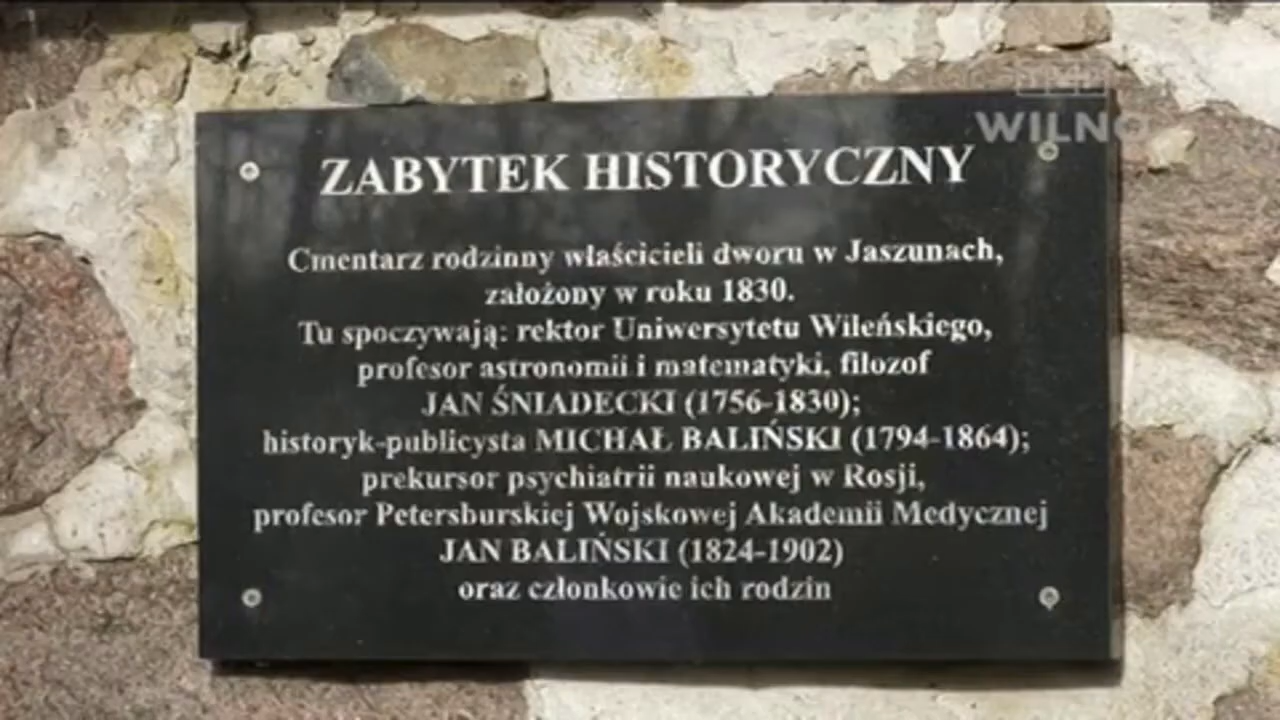 WILNO
ZABYTEK HISTORYCZNY
Cmentarz rodzinny właścicieli dworu w Jaszunach,
założony w roku 1830.
Tu spoczywają: rektor Uniwersytetu Wileńskiego,
profesor astronomii i matematyki, filozof
JAN ŚNIADECKI (1756-1830);
historyk-publicysta MICHAŁ BALIŃSKI (1794-1864);
prekursor psychiatrii naukowej w Rosji,
profesor Petersburskiej Wojskowej Akademii Medycznej
JAN BALIŃSKI (1824-1902)
oraz członkowie ich rodzin